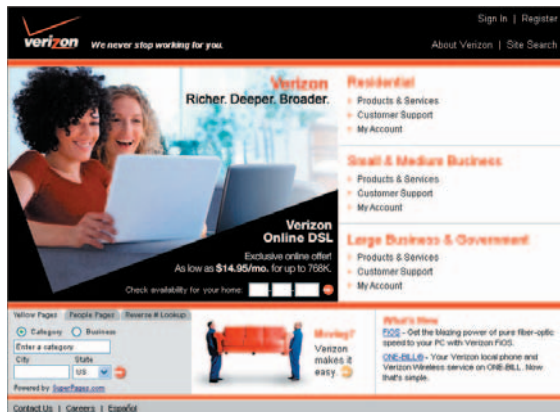 Sign In | Register
verizon We never stop working for you.
About Verizon | Site Search
Verizon
Richer. Deeper. Broader.
Verizon
Online DSL
Exclusive online offer!
As low as $14.95/mo. for up to 768K.
Check availability for your home:
Residential
Products & Services
Customer Support
My Account
Small & Medium Business
Products & Services
Customer Support
My Account
Large Business & Government
Products & Services
Customer Support
My Account
Yellow Pages People Pages Reverse # Lookup
Category Business
Enter a category
City State
US
Powered by SuperPages.com
Moving?
Verizon
makes it
easy.
What's New
FiOS - Get the blazing power of pure fiber-optic
speed to your PC with Verizon FiOS.
ONE-BILL® - Your Verizon local phone and
Verizon Wireless service on ONE-BILL. Now
that's simple.
Contact Us | Careers | Español